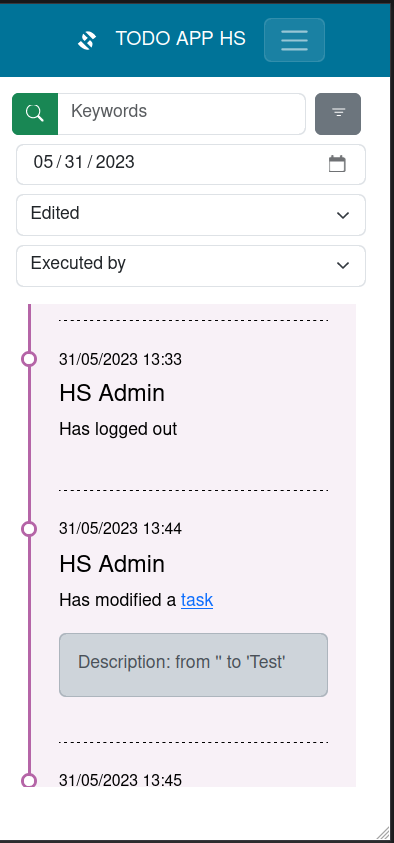 TODO APP HS
Keywords
05/31/2023
Edited
Executed by
31/05/2023 13:33
HS Admin
Has logged out
31/05/2023 13:44
HS Admin
Has modified a task
Description: from '' to 'Test'
31/05/2023 13:45